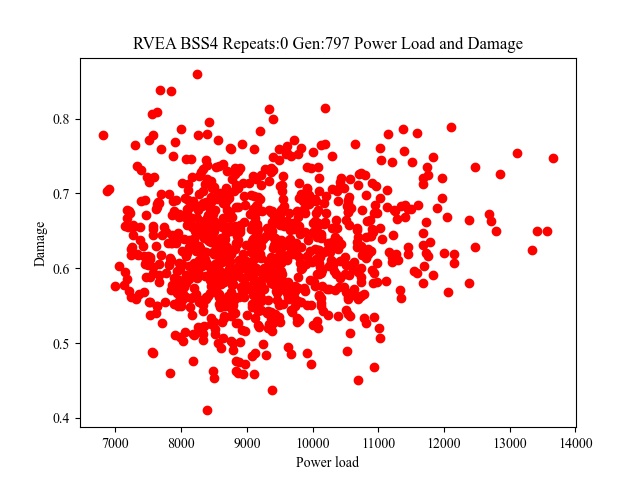 RVEA BSS4 Repeats:0 Gen:797 Power Load and Damage
0.8
0.7
0.6
0.5
0.4
Damage
7000 8000 9000 10000 11000 12000 13000 14000
Power load